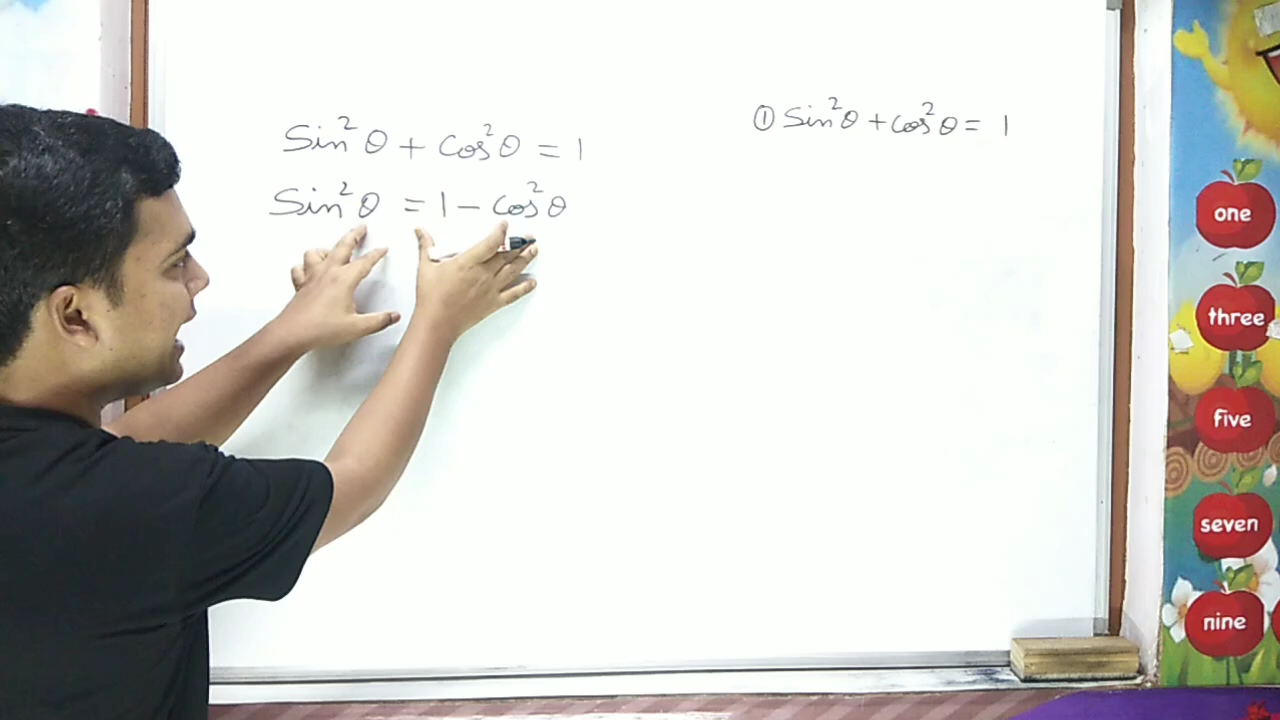 Sin²θ + Cos²θ = 1
Sin²θ = 1 - Cos²θ
① Sin²θ + Cos²θ = 1
one
three
five
seven
nine